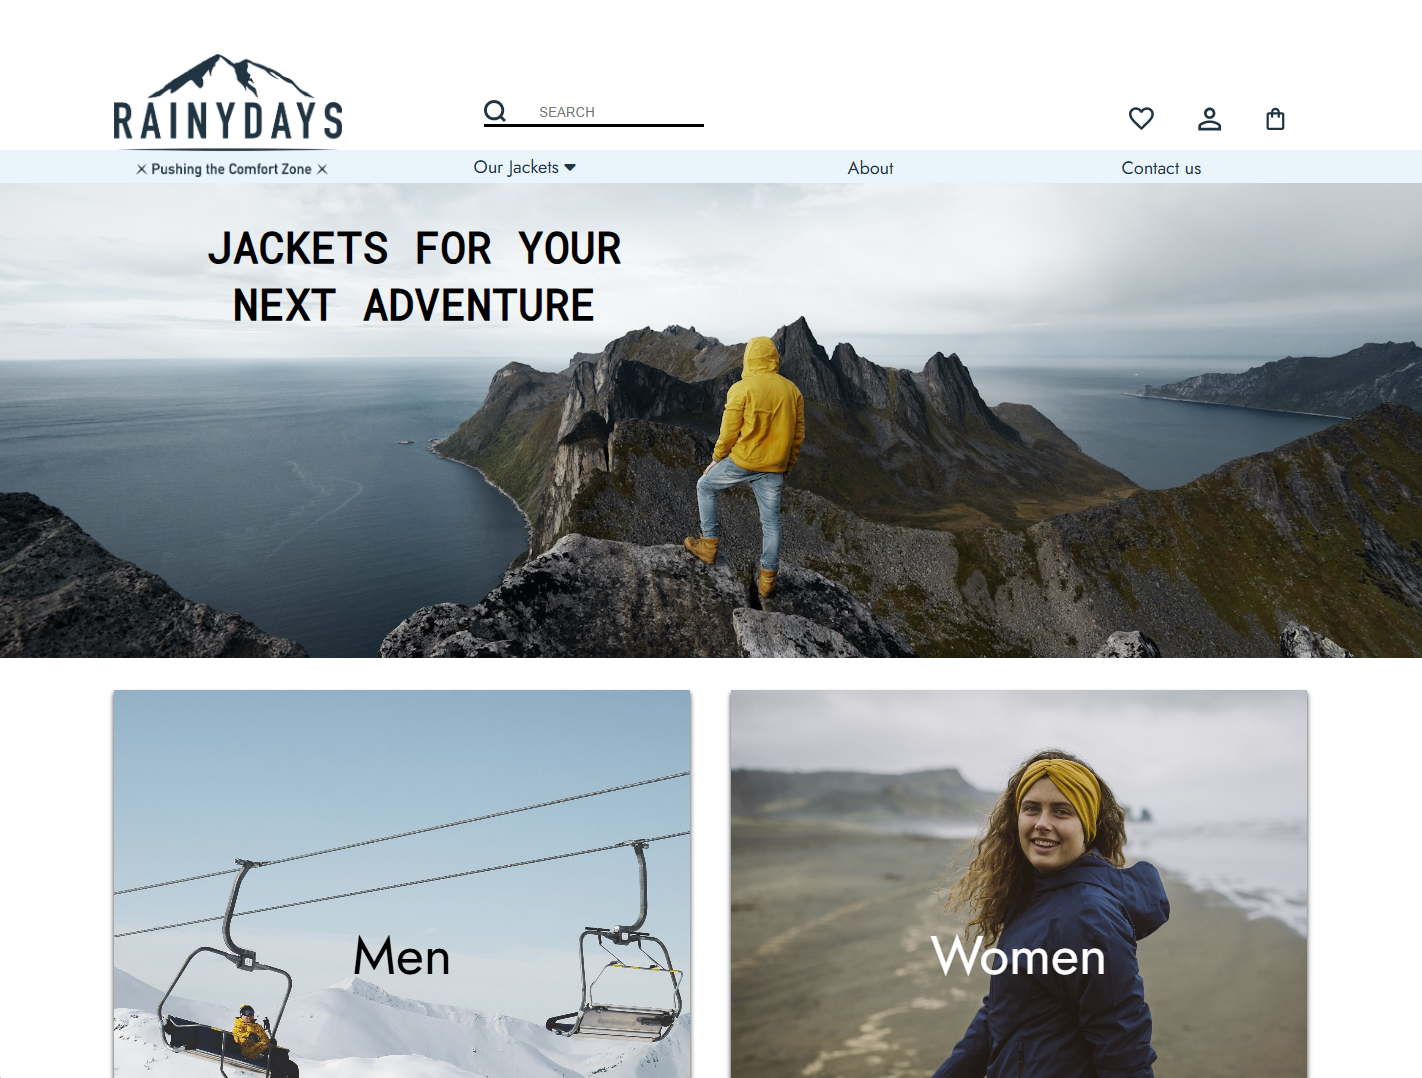 RAINYDAYS
Pushing the Comfort Zone
SEARCH
Our Jackets
About
Contact us
JACKETS FOR YOUR
NEXT ADVENTURE
Men
Women